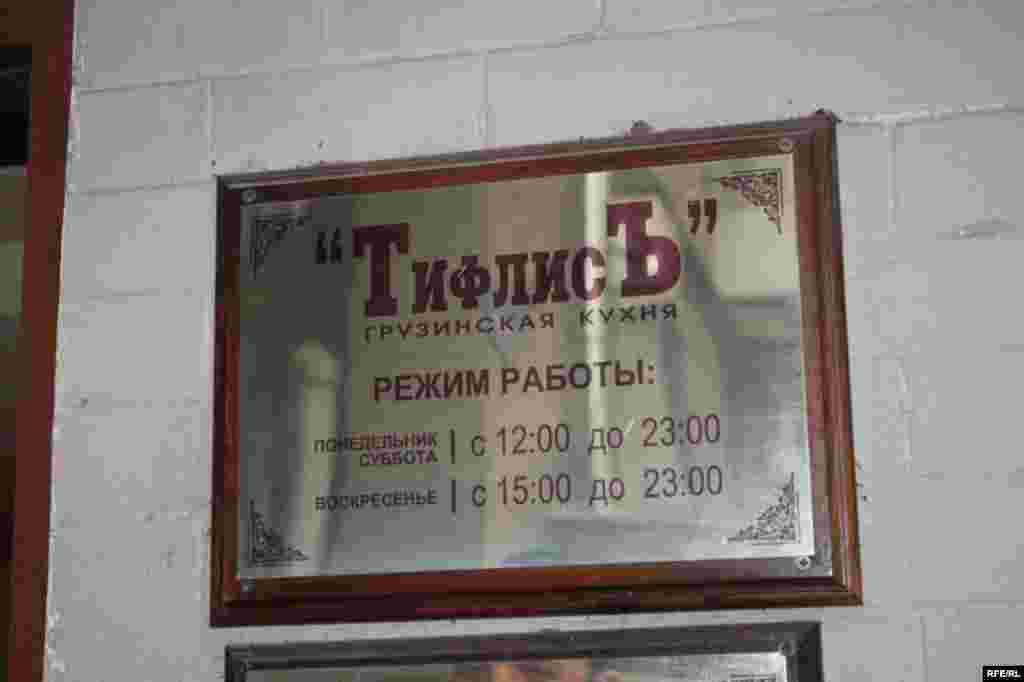 “ТифлисЪ”
ГРУЗИНСКАЯ КУХНЯ
РЕЖИМ РАБОТЫ:
ПОНЕДЕЛЬНИК
СУББОТА | с 12:00 до 23:00
ВОСКРЕСЕНЬЕ | с 15:00 до 23:00
RFE/RL